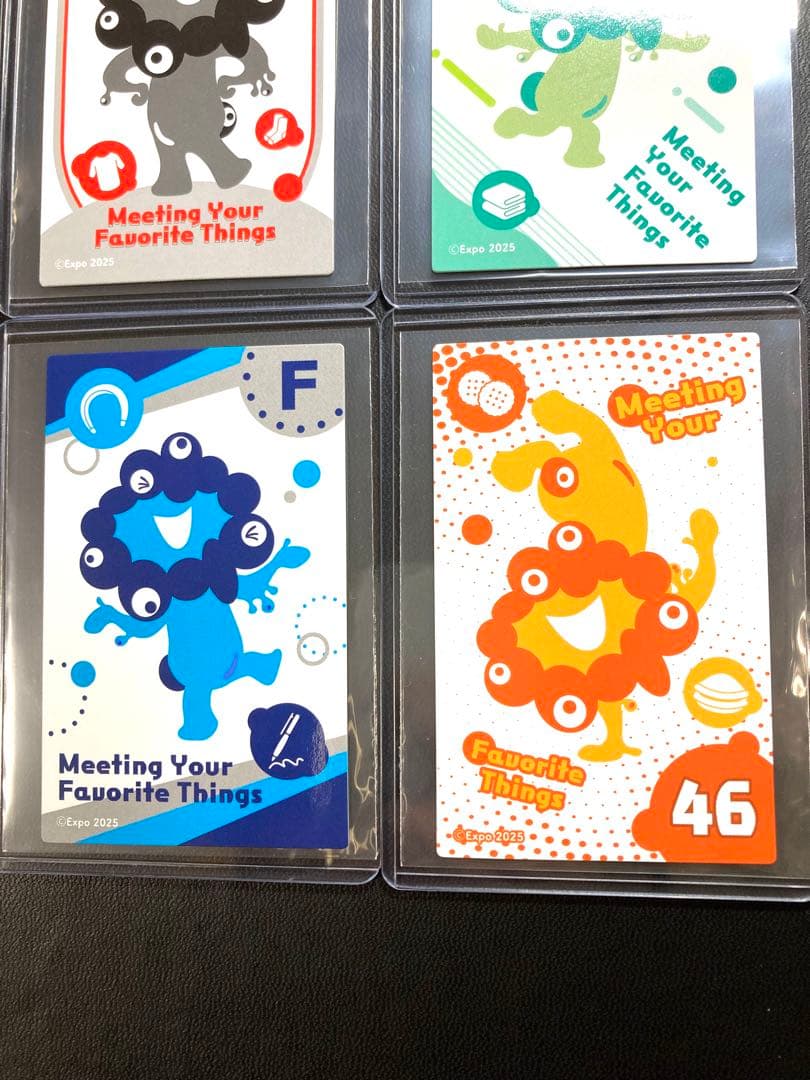 Meeting Your
Favorite Things
©Expo 2025
Meeting
Your
Favorite
Things
©Expo 2025
F
Meeting Your
Favorite Things
©Expo 2025
Meeting
Your
Favorite
Things
46
©Expo 2025